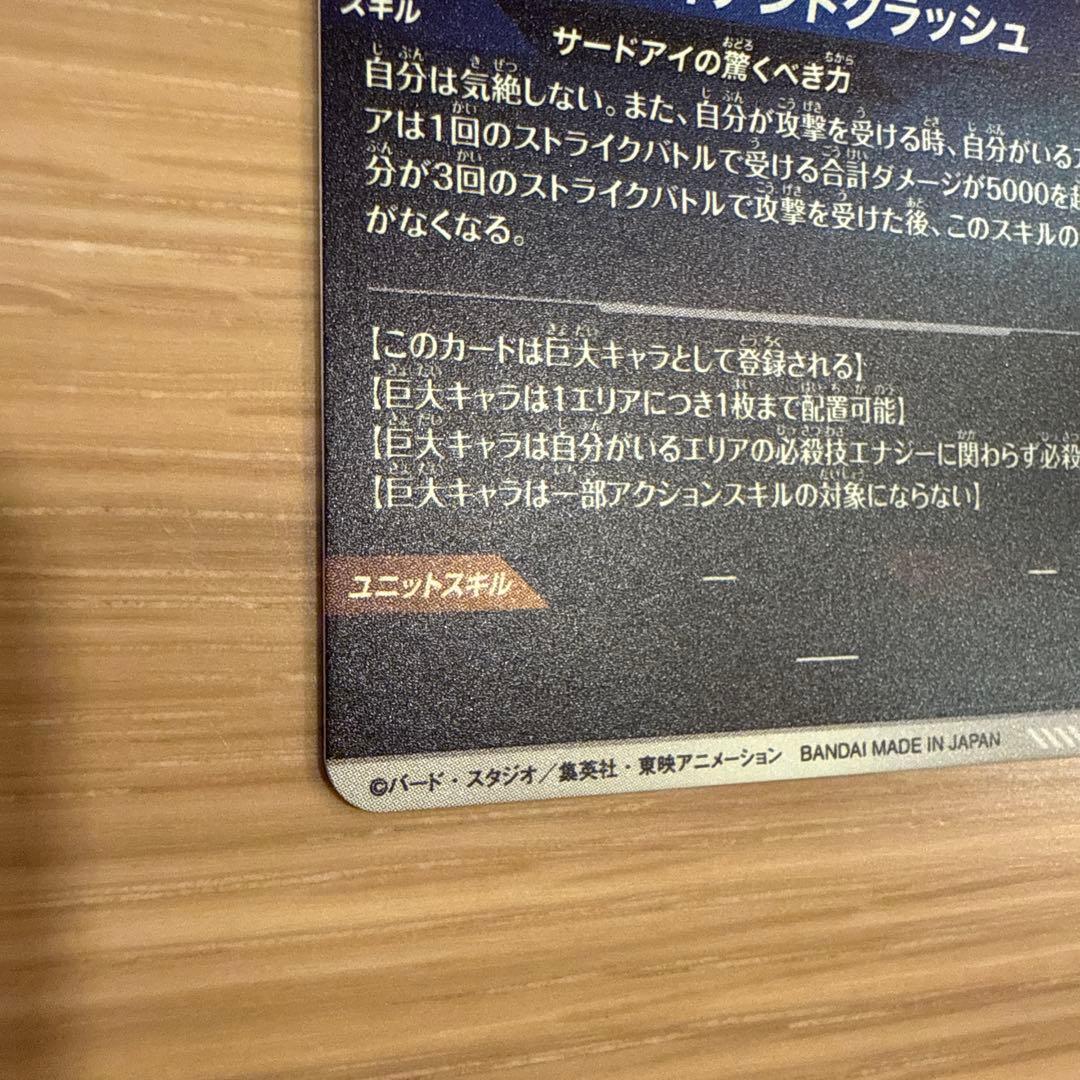 スキル
ンドクラッシュ
サードアイの驚くべき力
自分は気絶しない。また、自分が攻撃を受ける時、自分がいる
アは1回のストライクバトルで受ける合計ダメージが5000を
分が3回のストライクバトルで攻撃を受けた後、このスキルの
がなくなる。
【このカードは巨大キャラとして登録される】
【巨大キャラは1エリアにつき1枚まで配置可能】
【巨大キャラは自分がいるエリアの必殺技エナジーに関わらず必殺
【巨大キャラは一部アクションスキルの対象にならない】
ユニットスキル — —
—
©バード・スタジオ/集英社・東映アニメーション BANDAI MADE IN JAPAN